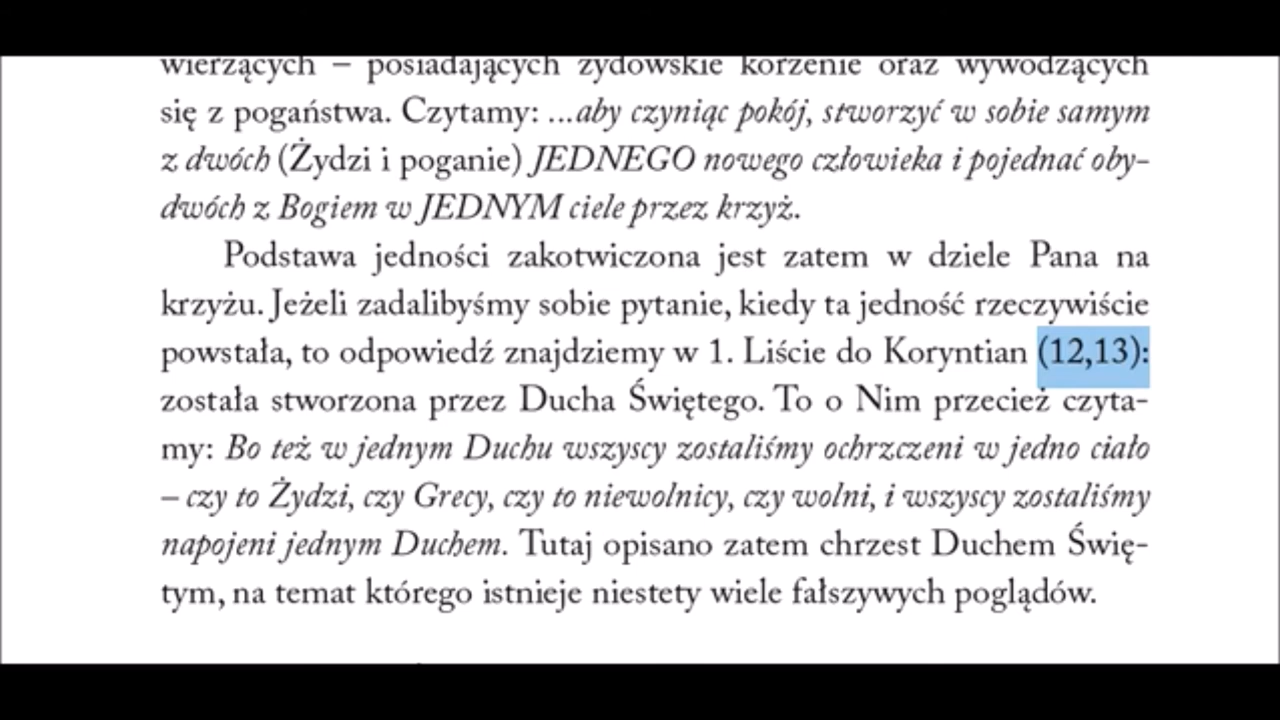 wierzących – posiadających żydowskie korzenie oraz wywodzących
się z pogaństwa. Czytamy: ...aby czyniąc pokój, stworzyć w sobie samym
z dwóch (Żydzi i poganie) JEDNEGO nowego człowieka i pojednać oby-
dwóch z Bogiem w JEDNYM ciele przez krzyż.
Podstawa jedności zakotwiczona jest zatem w dziele Pana na
krzyżu. Jeżeli zadalibyśmy sobie pytanie, kiedy ta jedność rzeczywiście
powstała, to odpowiedź znajdziemy w 1. Liście do Koryntian (12,13):
została stworzona przez Ducha Świętego. To o Nim przecież czyta-
my: Bo też w jednym Duchu wszyscy zostaliśmy ochrzczeni w jedno ciało
– czy to Żydzi, czy Grecy, czy to niewolnicy, czy wolni, i wszyscy zostaliśmy
napojeni jednym Duchem. Tutaj opisano zatem chrzest Duchem Świę-
tym, na temat którego istnieje niestety wiele fałszywych poglądów.